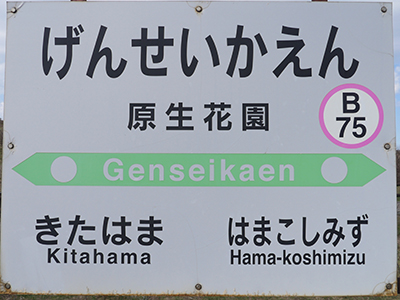 げんせいかえん
原生花園
B
75
Genseikaen
きたはま はまこしみず
Kitahama Hama-koshimizu